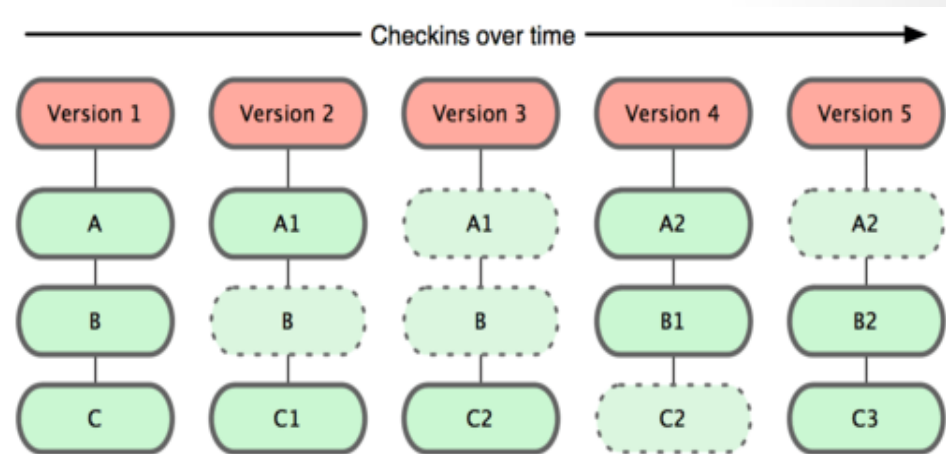 Checkins over time
Version 1 Version 2 Version 3 Version 4 Version 5
A A1 A1 A2 A2
B B B B1 B2
C C1 C2 C2 C3